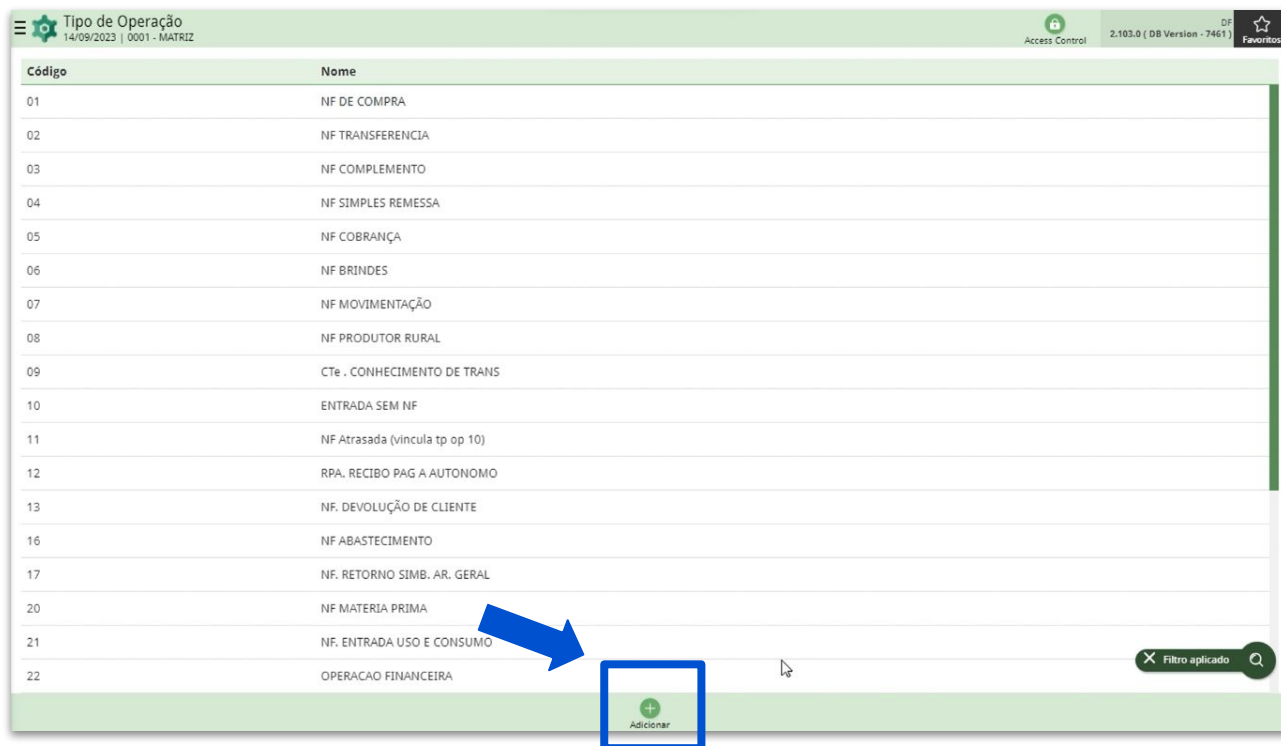 Tipo de Operação
14/09/2023 | 0001 - MATRIZ
Access Control
DF
2.103.0 ( DB Version - 7461 )
Favoritos
Código Nome
01 NF DE COMPRA
02 NF TRANSFERENCIA
03 NF COMPLEMENTO
04 NF SIMPLES REMESSA
05 NF COBRANÇA
06 NF BRINDES
07 NF MOVIMENTAÇÃO
08 NF PRODUTOR RURAL
09 CTe . CONHECIMENTO DE TRANS
10 ENTRADA SEM NF
11 NF Atrasada (vincula tp op 10)
12 RPA. RECIBO PAG A AUTONOMO
13 NF. DEVOLUÇÃO DE CLIENTE
16 NF ABASTECIMENTO
17 NF. RETORNO SIMB. AR. GERAL
20 NF MATERIA PRIMA
21 NF. ENTRADA USO E CONSUMO
22 OPERACAO FINANCEIRA
Filtro aplicado
Adicionar